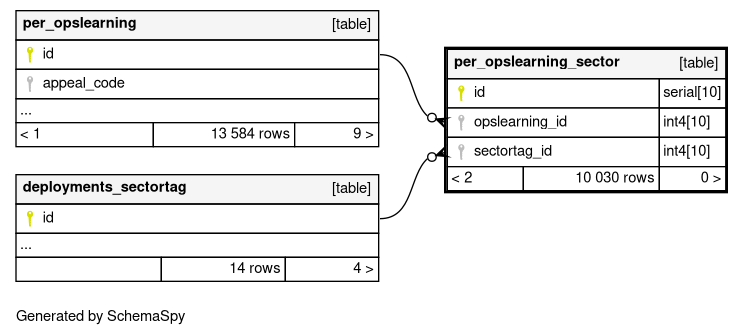 per_opslearning [table]
id
appeal_code
...
< 1 13 584 rows 9 >
deployments_sectortag [table]
id
...
14 rows 4 >
per_opslearning_sector [table]
id serial[10]
opslearning_id int4[10]
sectortag_id int4[10]
< 2 10 030 rows 0 >
Generated by SchemaSpy